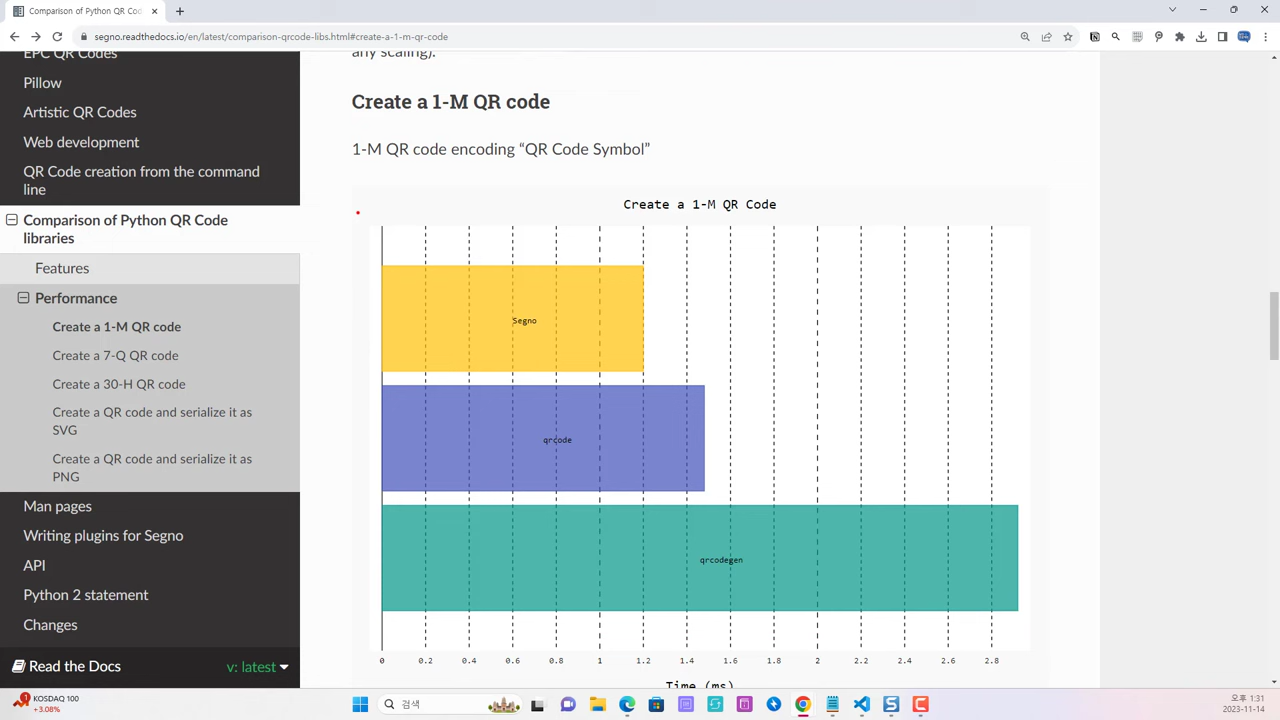 Comparison of Python QR Cod
segno.readthedocs.io/en/latest/comparison-qrcode-libs.html#create-a-1-m-qr-code
EPC QR Codes
Pillow
Artistic QR Codes
Web development
QR Code creation from the command
line
Comparison of Python QR Code
libraries
Features
Performance
Create a 1-M QR code
Create a 7-Q QR code
Create a 30-H QR code
Create a QR code and serialize it as
SVG
Create a QR code and serialize it as
PNG
Man pages
Writing plugins for Segno
API
Python 2 statement
Changes
Read the Docs
v: latest
any scaling).
Create a 1-M QR code
1-M QR code encoding “QR Code Symbol”
Create a 1-M QR Code
Segno
qrcode
qrcodegen
0 0.2 0.4 0.6 0.8 1 1.2 1.4 1.6 1.8 2 2.2 2.4 2.6 2.8
Time (ms)
KOSDAQ 100
+3.08%
검색
오후 1:31
2023-11-14